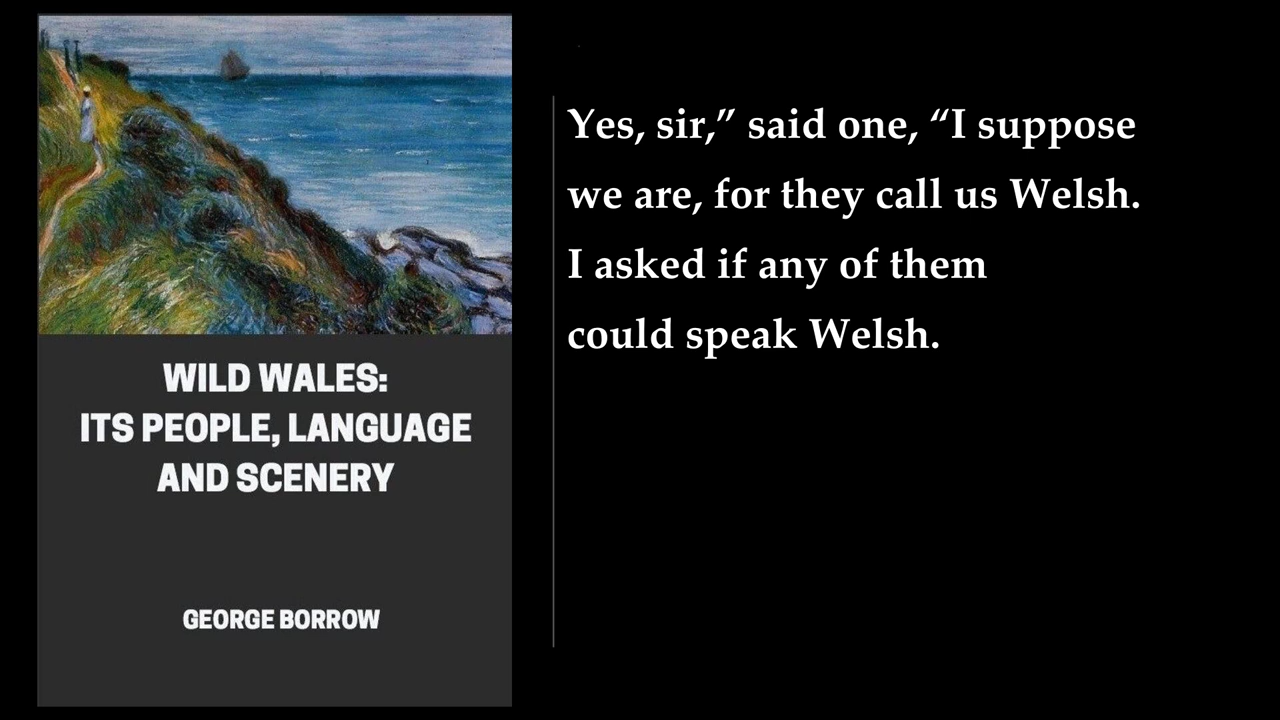 WILD WALES:
ITS PEOPLE, LANGUAGE
AND SCENERY
GEORGE BORROW
Yes, sir,” said one, “I suppose
we are, for they call us Welsh.
I asked if any of them
could speak Welsh.